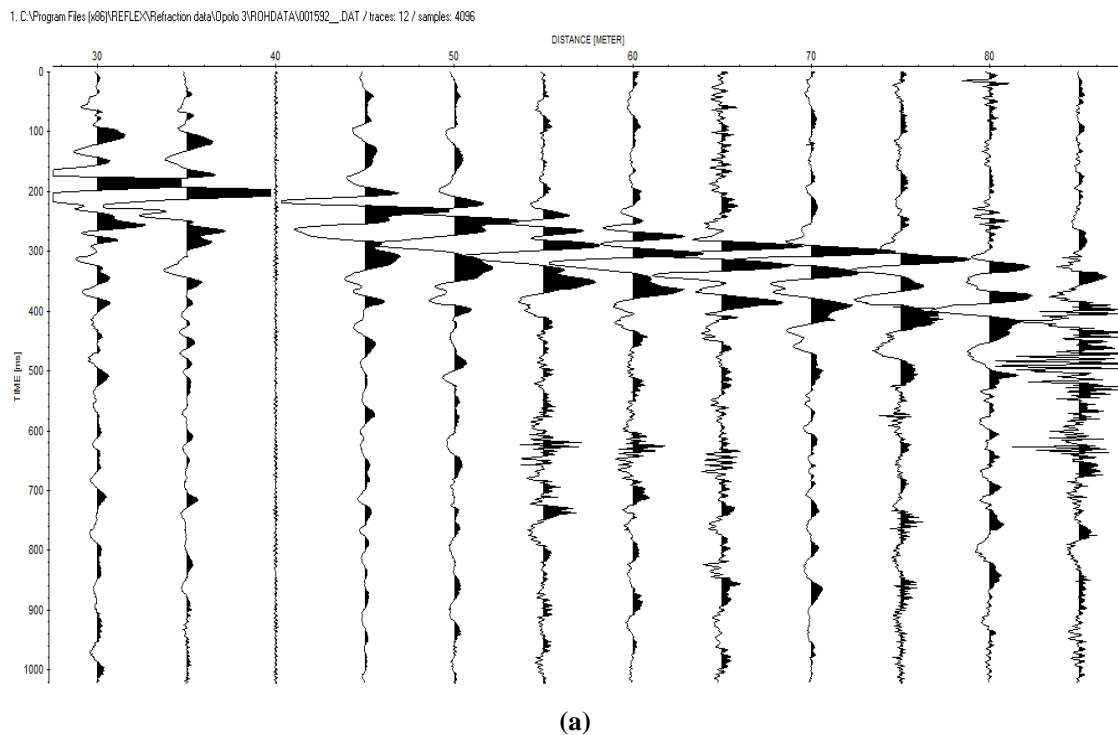 1. C:\Program Files (x86)\REFLEX\Refraction data\Opolo 3\ROHDATA\001592__.DAT / traces: 12 / samples: 4096
DISTANCE [METER]
30 40 50 60 70 80
0
100
200
300
400
500
600
700
800
900
1000
TIME [ms]
(a)